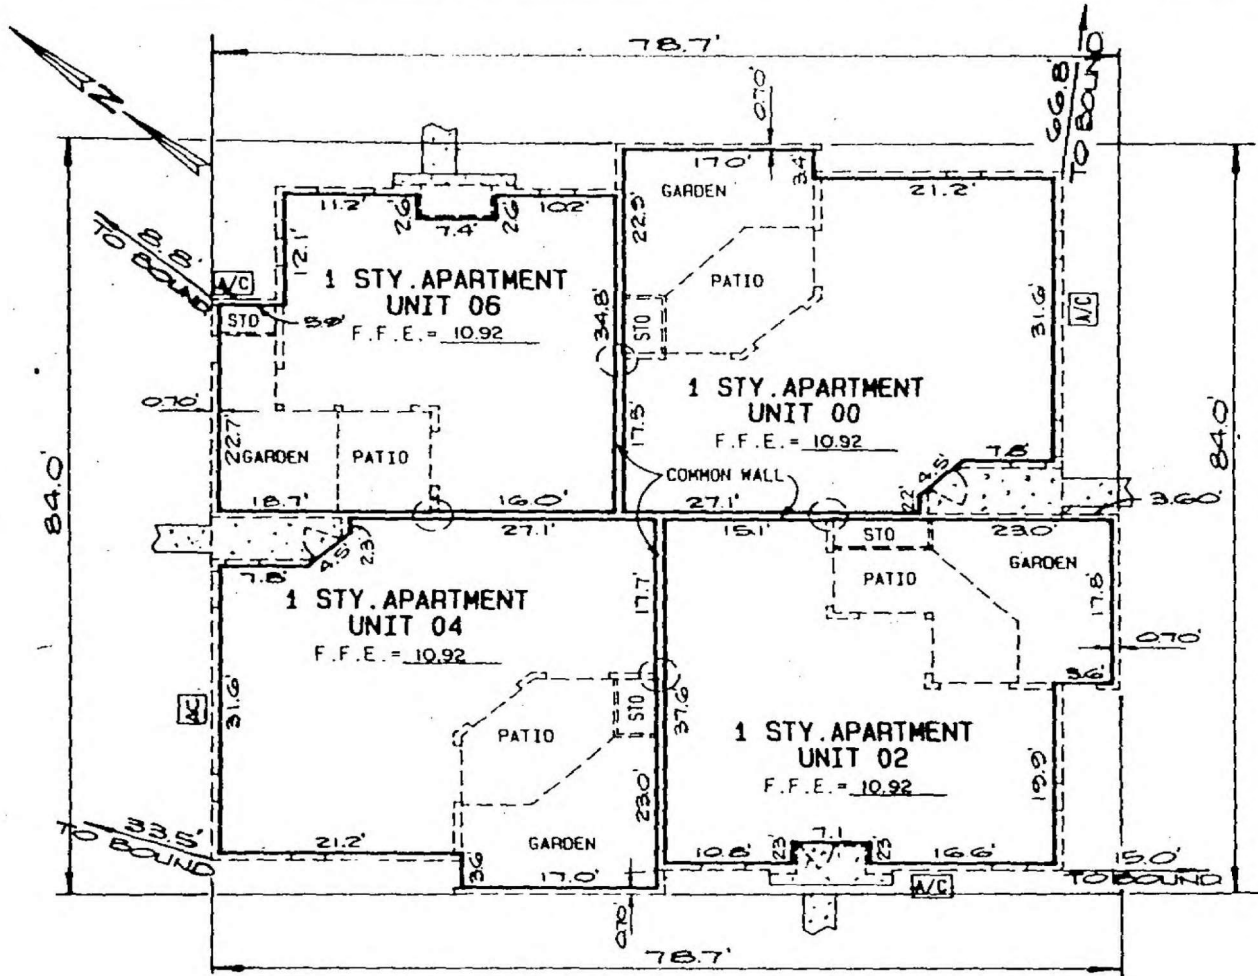 78.7'
N
66.8'
TO BOUND
0.70'
17.0'
3.4'
GARDEN
21.2'
11.2'
2.6'
7.4'
2.6'
10.2'
22.9'
12.1'
8.8'
TO BOUND
A/C
STO
1 STY. APARTMENT
UNIT 06
F.F.E. = 10.92
34.8'
PATIO
STO
31.6'
A/C
1 STY. APARTMENT
UNIT 00
F.F.E. = 10.92
0.70'
22.7'
GARDEN
PATIO
17.8'
84.0'
84.0'
COMMON WALL
7.8'
4.5'
2.2'
3.60'
18.7'
16.0'
27.1'
27.1'
15.1'
23.0'
STO
GARDEN
PATIO
7.8'
4.5'
2.3'
1 STY. APARTMENT
UNIT 04
F.F.E. = 10.92
17.7'
17.8'
0.70'
3.6'
31.6'
AC
PATIO
STO
37.6'
1 STY. APARTMENT
UNIT 02
F.F.E. = 10.92
23.0'
19.9'
33.5'
TO BOUND
21.2'
GARDEN
3.6'
17.0'
10.8'
2.3'
7.1'
2.3'
16.6'
15.0'
TO BOUND
A/C
0.70'
78.7'